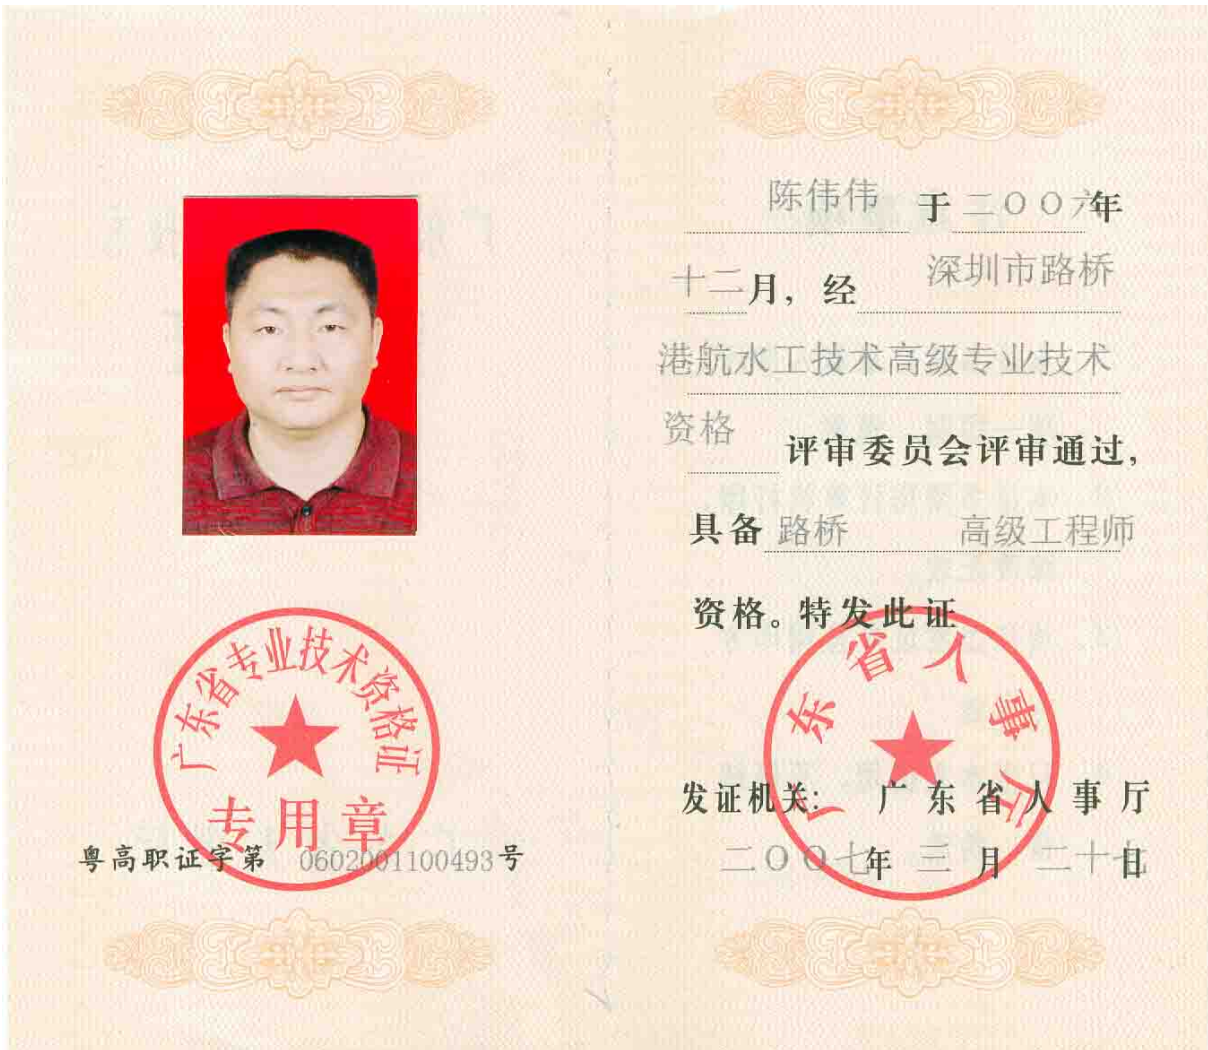 广东省专业技术资格证
专用章
粤高职证字第 0602001100493号
陈伟伟 于 二〇〇六年
十二月，经 深圳市路桥
港航水工技术高级专业技术
资格 评审委员会评审通过，
具备 路桥 高级工程师
资格。特发此证
广东省人事厅
发证机关: 广东省人事厅
二〇〇七年 三 月 二十七日